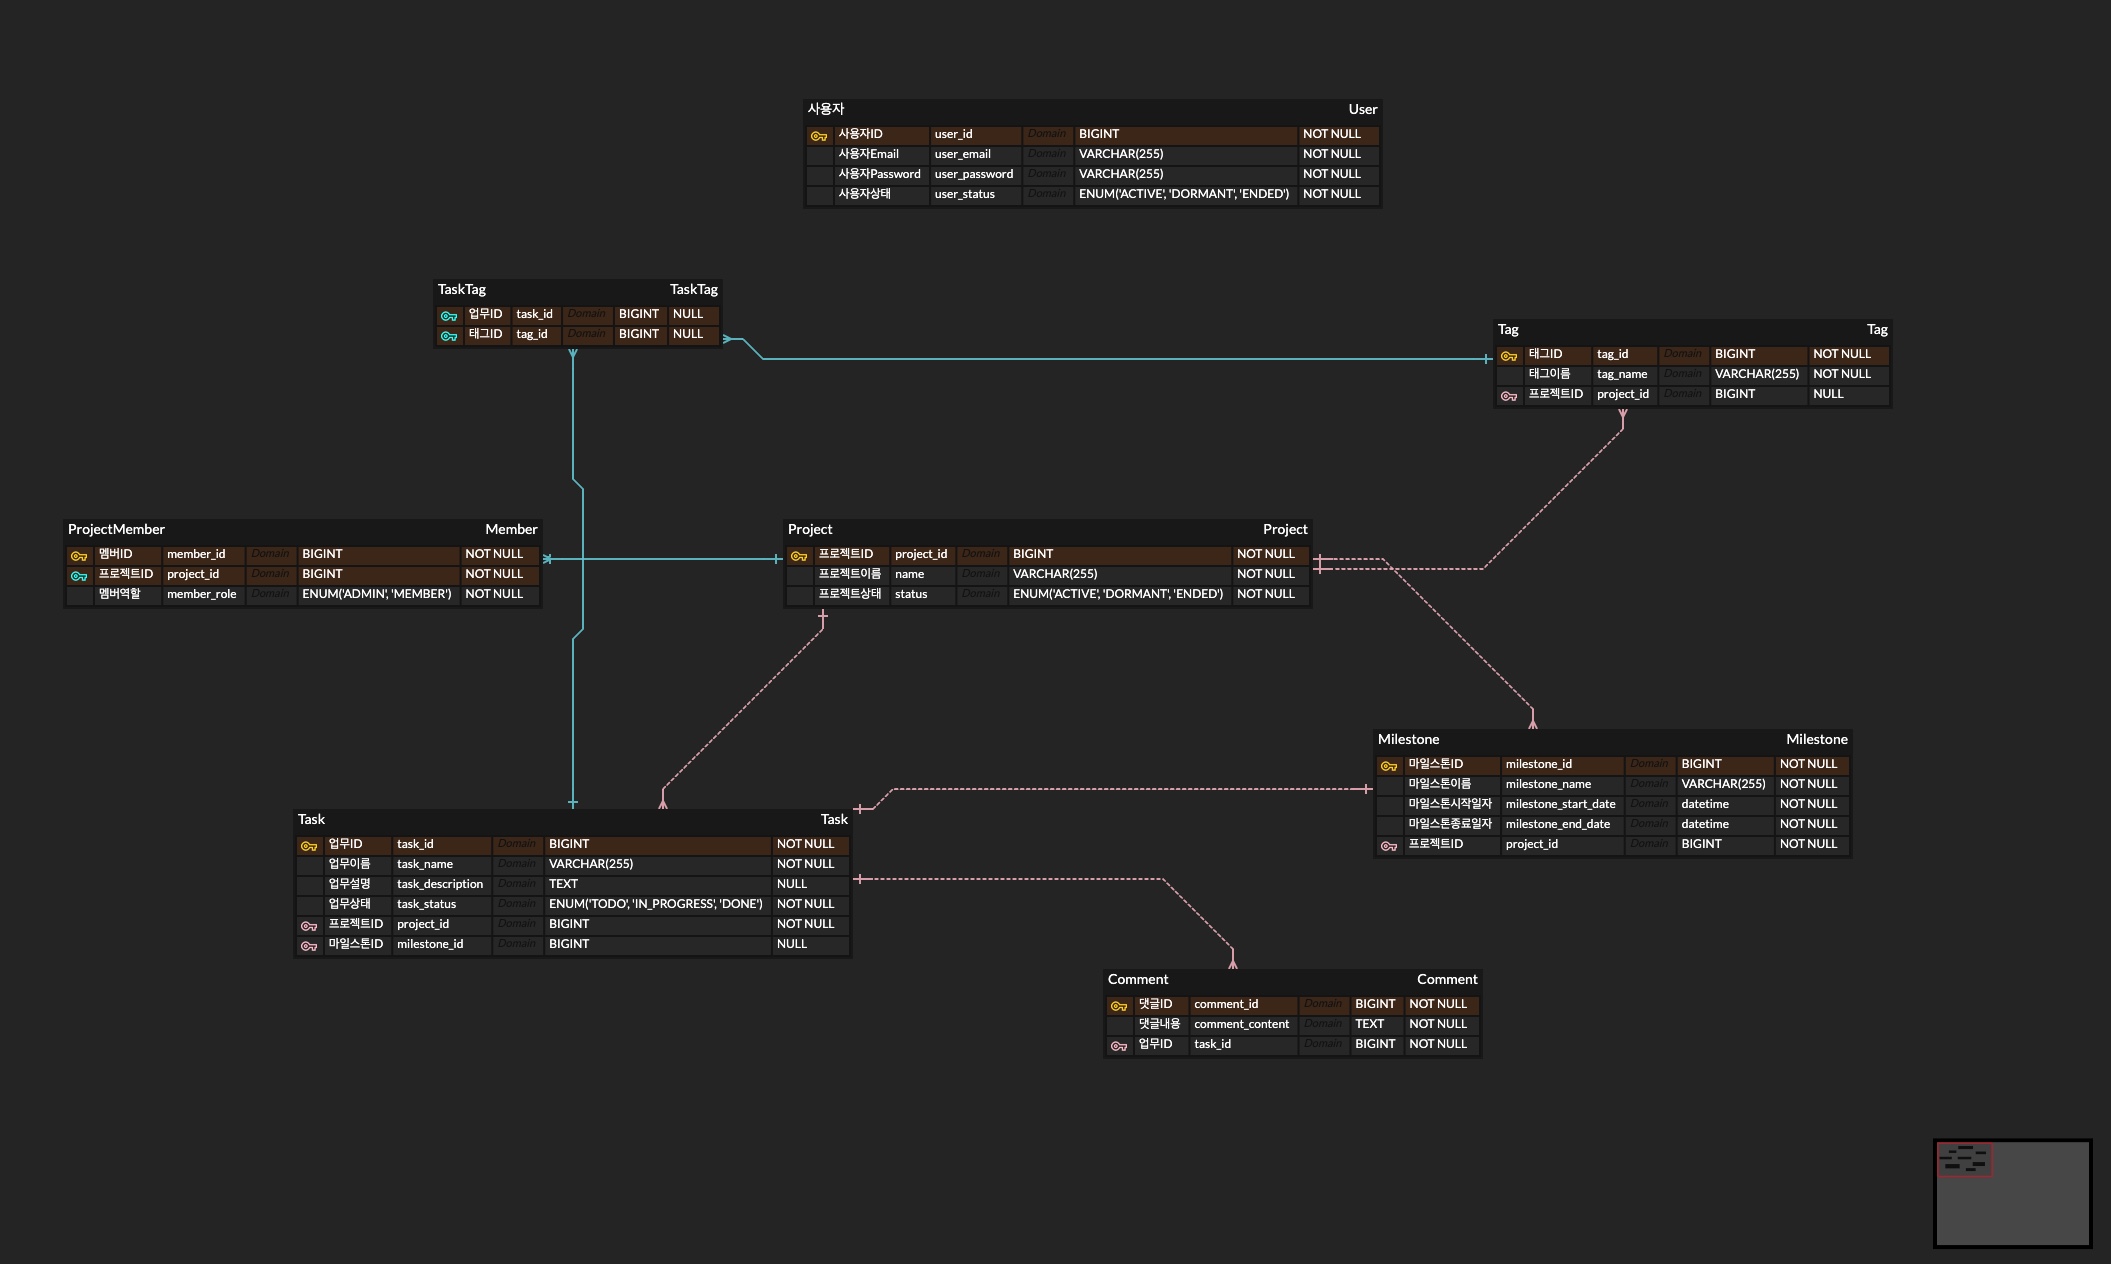 사용자 User
사용자ID user_id Domain BIGINT NOT NULL
사용자Email user_email Domain VARCHAR(255) NOT NULL
사용자Password user_password Domain VARCHAR(255) NOT NULL
사용자상태 user_status Domain ENUM('ACTIVE', 'DORMANT', 'ENDED') NOT NULL
TaskTag TaskTag
업무ID task_id Domain BIGINT NULL
태그ID tag_id Domain BIGINT NULL
Tag Tag
태그ID tag_id Domain BIGINT NOT NULL
태그이름 tag_name Domain VARCHAR(255) NOT NULL
프로젝트ID project_id Domain BIGINT NULL
ProjectMember Member
멤버ID member_id Domain BIGINT NOT NULL
프로젝트ID project_id Domain BIGINT NOT NULL
멤버역할 member_role Domain ENUM('ADMIN', 'MEMBER') NOT NULL
Project Project
프로젝트ID project_id Domain BIGINT NOT NULL
프로젝트이름 name Domain VARCHAR(255) NOT NULL
프로젝트상태 status Domain ENUM('ACTIVE', 'DORMANT', 'ENDED') NOT NULL
Milestone Milestone
마일스톤ID milestone_id Domain BIGINT NOT NULL
마일스톤이름 milestone_name Domain VARCHAR(255) NOT NULL
마일스톤시작일자 milestone_start_date Domain datetime NOT NULL
마일스톤종료일자 milestone_end_date Domain datetime NOT NULL
프로젝트ID project_id Domain BIGINT NOT NULL
Task Task
업무ID task_id Domain BIGINT NOT NULL
업무이름 task_name Domain VARCHAR(255) NOT NULL
업무설명 task_description Domain TEXT NULL
업무상태 task_status Domain ENUM('TODO', 'IN_PROGRESS', 'DONE') NOT NULL
프로젝트ID project_id Domain BIGINT NOT NULL
마일스톤ID milestone_id Domain BIGINT NULL
Comment Comment
댓글ID comment_id Domain BIGINT NOT NULL
댓글내용 comment_content Domain TEXT NOT NULL
업무ID task_id Domain BIGINT NOT NULL